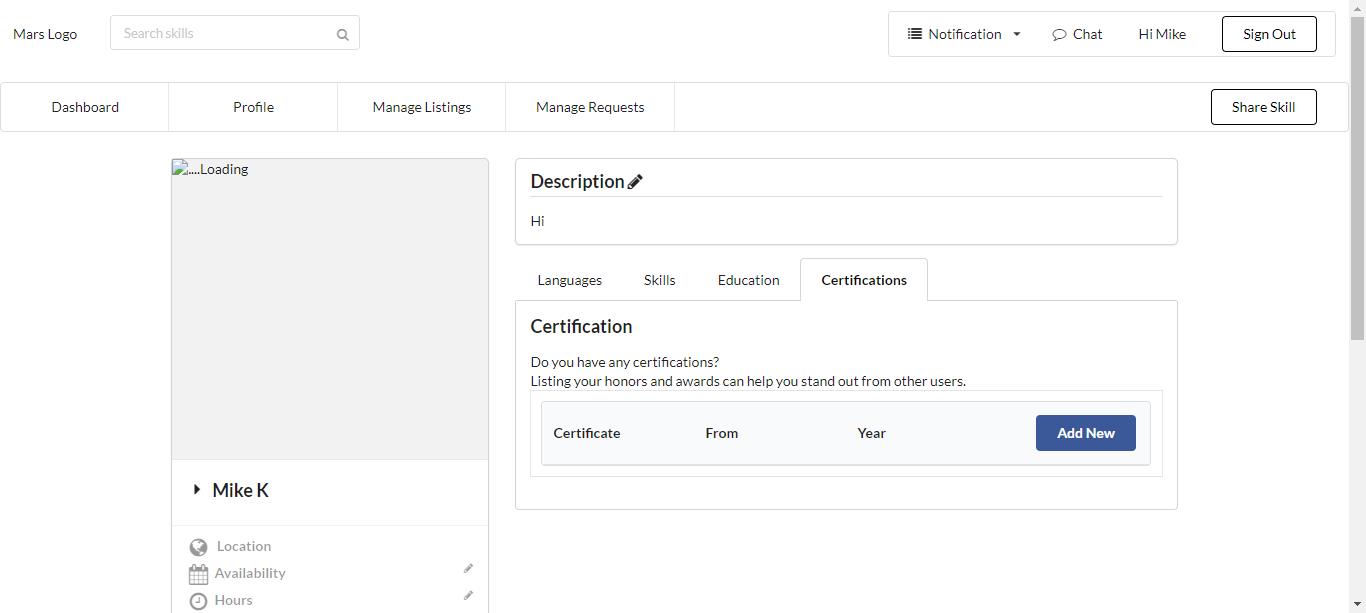 Mars Logo
Search skills
Notification
Chat
Hi Mike
Sign Out
Dashboard
Profile
Manage Listings
Manage Requests
Share Skill
....Loading
Description
Hi
Languages
Skills
Education
Certifications
Certification
Do you have any certifications?
Listing your honors and awards can help you stand out from other users.
Certificate
From
Year
Add New
Mike K
Location
Availability
Hours